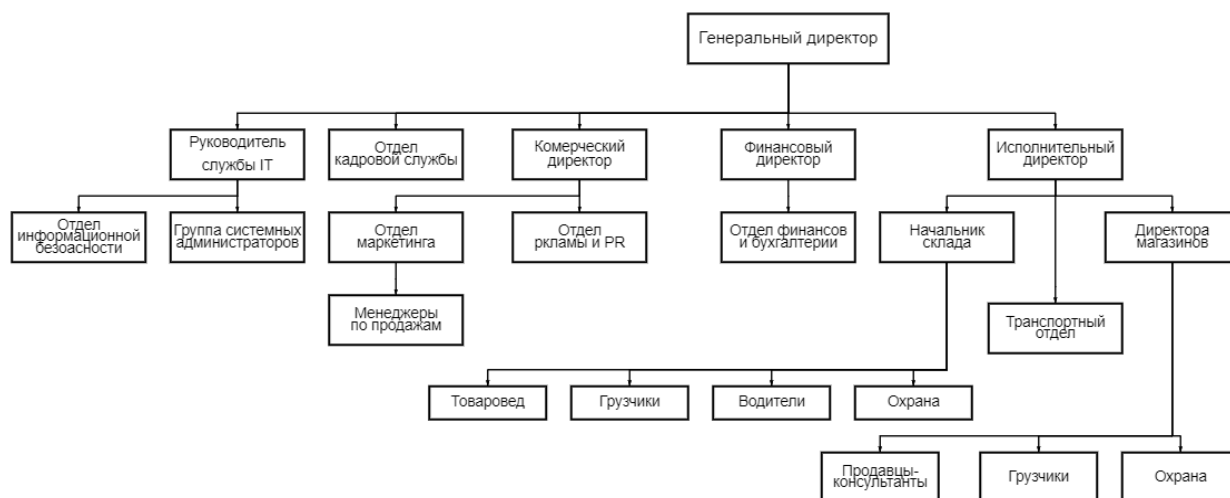 Генеральный директор
Руководитель
службы IT
Отдел
кадровой службы
Комерческий
директор
Финансовый
директор
Исполнительный
директор
Отдел
информационной
безоасности
Группа системных
администраторов
Отдел
маркетинга
Отдел
ркламы и PR
Отдел финансов
и бухгалтерии
Начальник
склада
Директора
магазинов
Менеджеры
по продажам
Транспортный
отдел
Товаровед
Грузчики
Водители
Охрана
Продавцы-
консультанты
Грузчики
Охрана